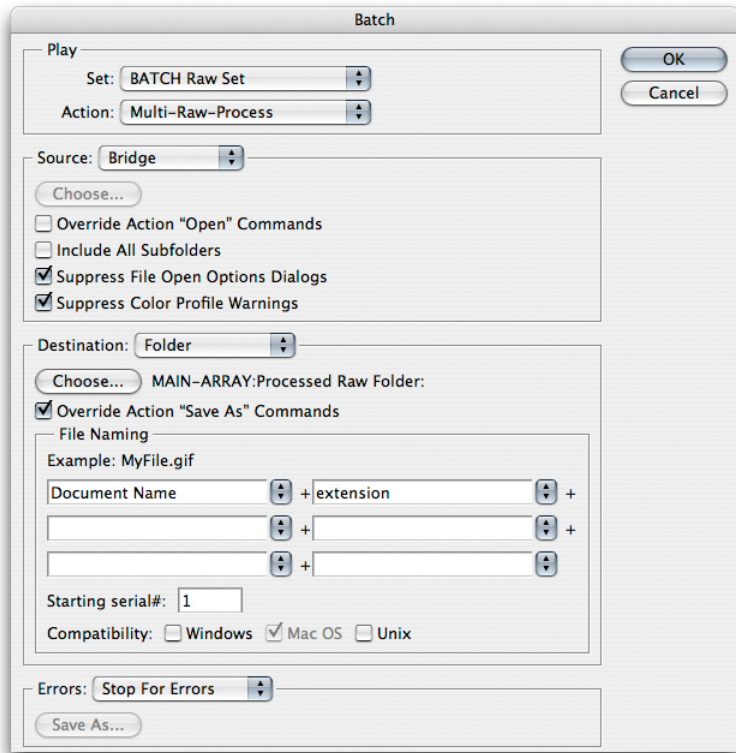 Batch
Play
Set: BATCH Raw Set
OK
Action: Multi-Raw-Process
Cancel
Source: Bridge
Choose...
Override Action “Open” Commands
Include All Subfolders
Suppress File Open Options Dialogs
Suppress Color Profile Warnings
Destination: Folder
Choose... MAIN-ARRAY:Processed Raw Folder:
Override Action “Save As” Commands
File Naming
Example: MyFile.gif
Document Name + extension +
+ +
+
Starting serial#: 1
Compatibility: Windows Mac OS Unix
Errors: Stop For Errors
Save As...